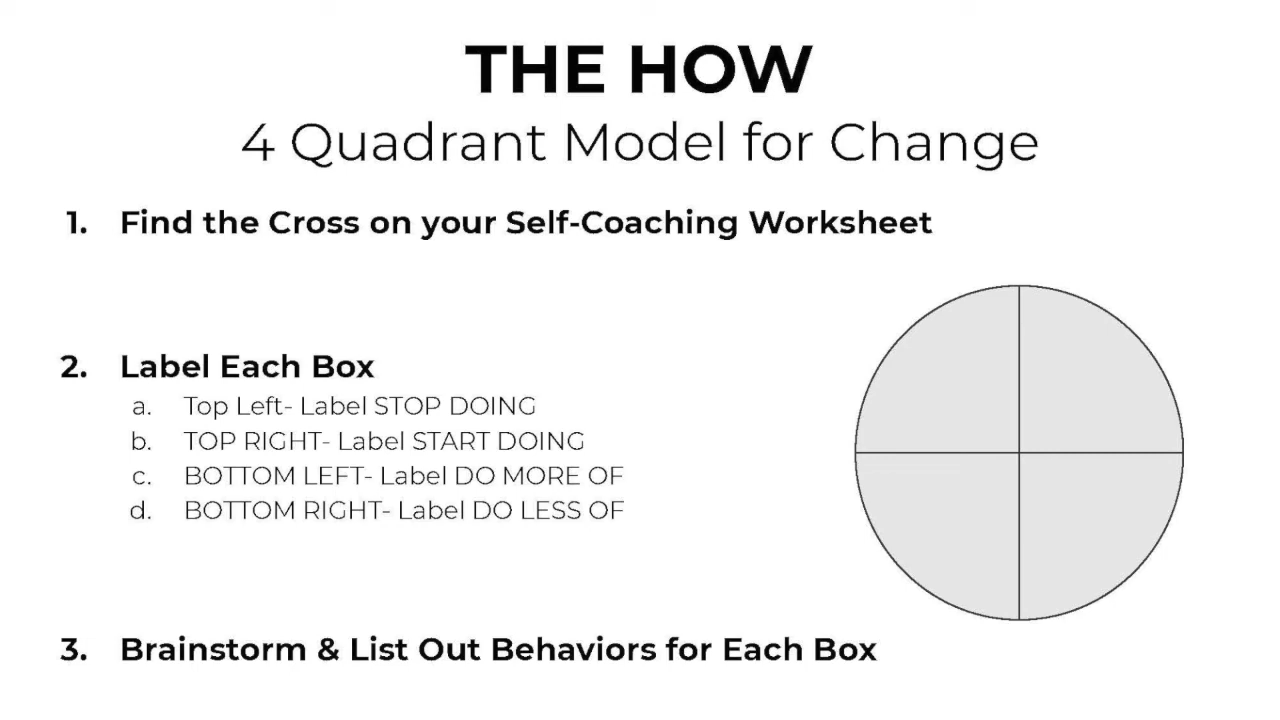 THE HOW
4 Quadrant Model for Change
1. Find the Cross on your Self-Coaching Worksheet
2. Label Each Box
a. Top Left- Label STOP DOING
b. TOP RIGHT- Label START DOING
c. BOTTOM LEFT- Label DO MORE OF
d. BOTTOM RIGHT- Label DO LESS OF
3. Brainstorm & List Out Behaviors for Each Box